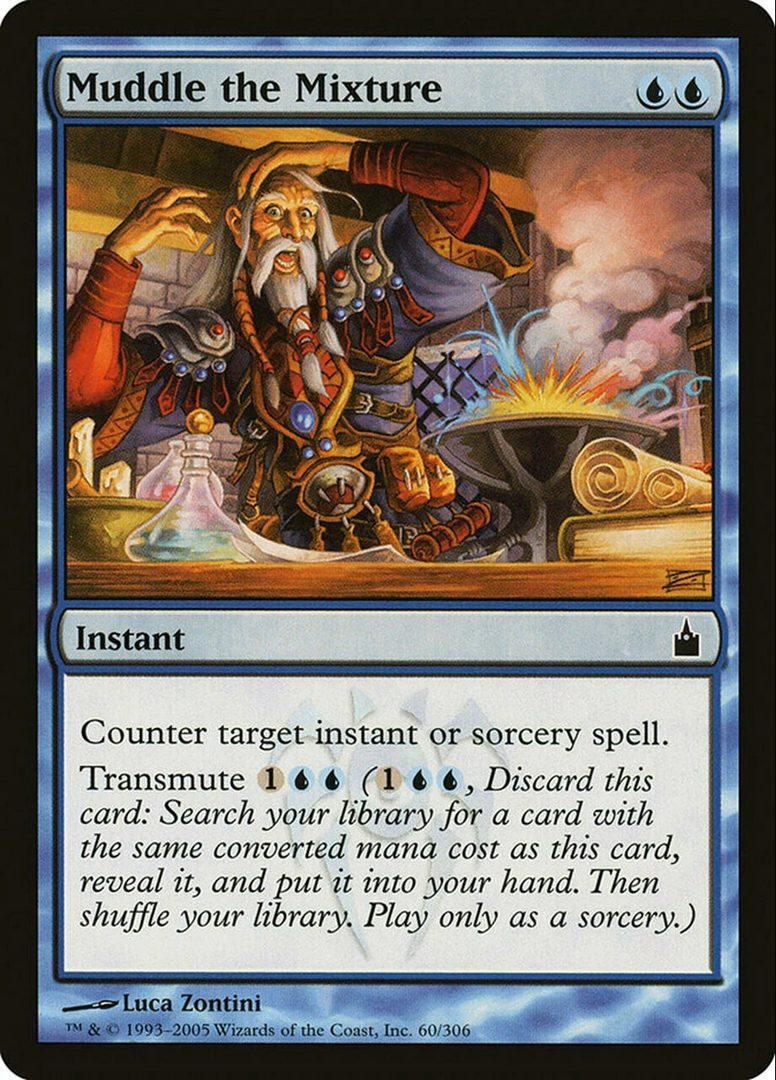 Muddle the Mixture
Instant
Counter target instant or sorcery spell.
Transmute 1 (1, Discard this
card: Search your library for a card with
the same converted mana cost as this card,
reveal it, and put it into your hand. Then
shuffle your library. Play only as a sorcery.)
Luca Zontini
™ & © 1993–2005 Wizards of the Coast, Inc. 60/306